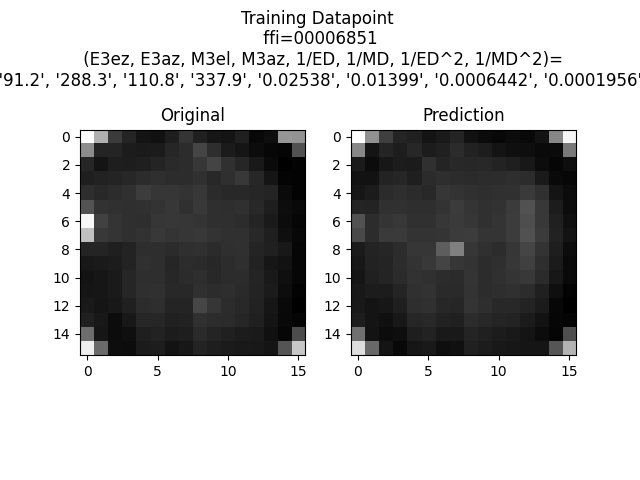 Training Datapoint
ffi=00006851
(E3ez, E3az, M3el, M3az, 1/ED, 1/MD, 1/ED^2, 1/MD^2)=
'91.2', '288.3', '110.8', '337.9', '0.02538', '0.01399', '0.0006442', '0.0001956'
Original Prediction
0 0
2 2
4 4
6 6
8 8
10 10
12 12
14 14
0 5 10 15 0 5 10 15